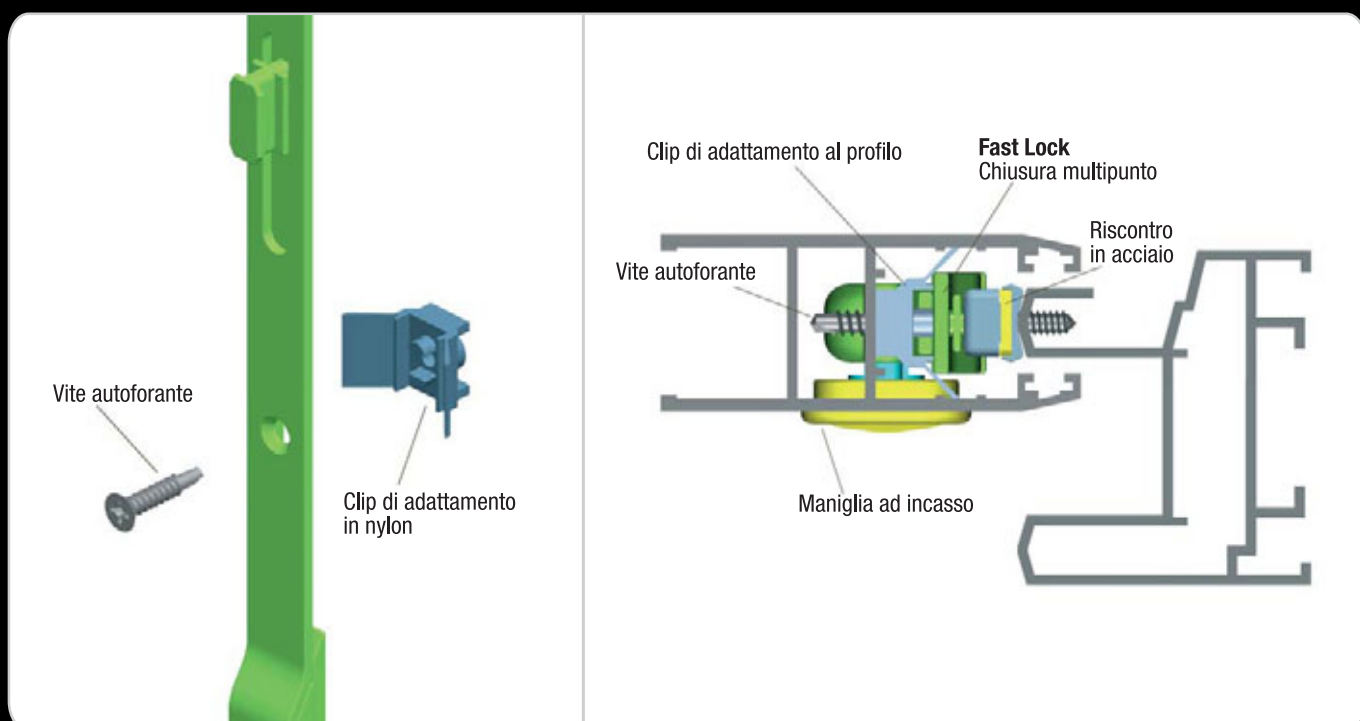 Vite autoforante
Clip di adattamento
in nylon
Clip di adattamento al profilo
Fast Lock
Chiusura multipunto
Riscontro
in acciaio
Vite autoforante
Maniglia ad incasso